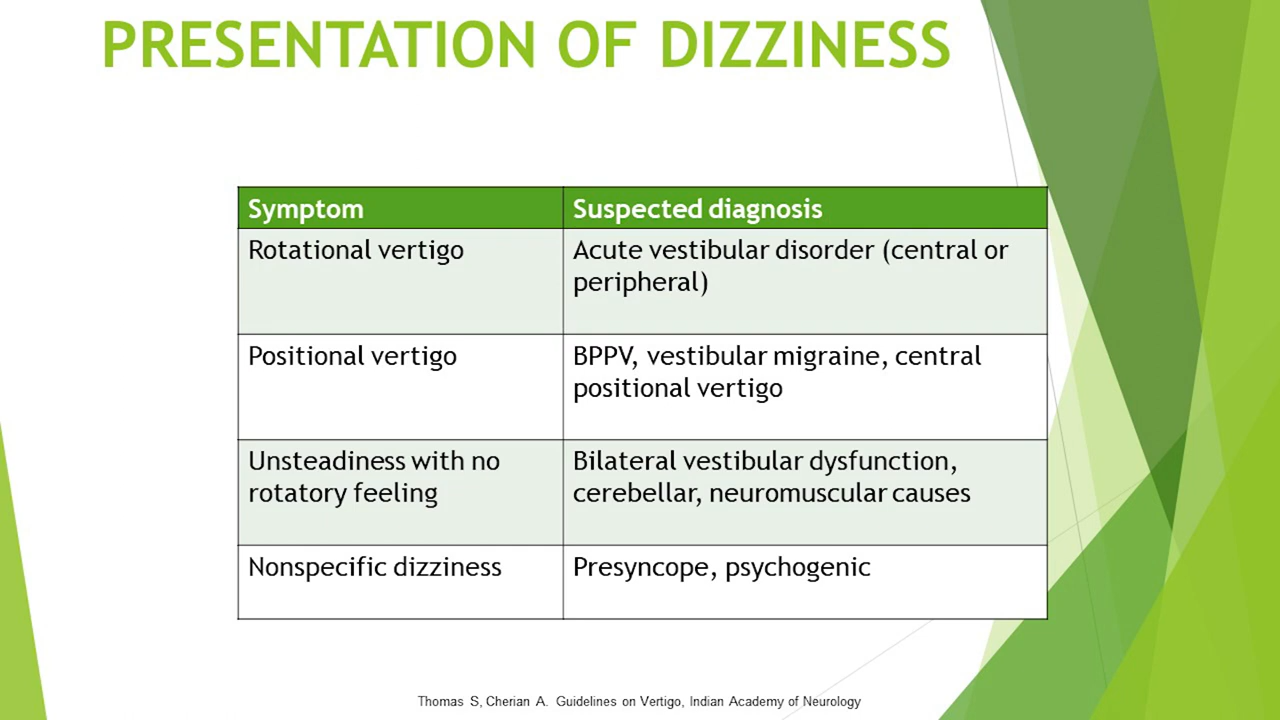 PRESENTATION OF DIZZINESS
Symptom
Suspected diagnosis
Rotational vertigo
Acute vestibular disorder (central or
peripheral)
Positional vertigo
BPPV, vestibular migraine, central
positional vertigo
Unsteadiness with no
rotatory feeling
Bilateral vestibular dysfunction,
cerebellar, neuromuscular causes
Nonspecific dizziness
Presyncope, psychogenic
Thomas S, Cherian A. Guidelines on Vertigo, Indian Academy of Neurology